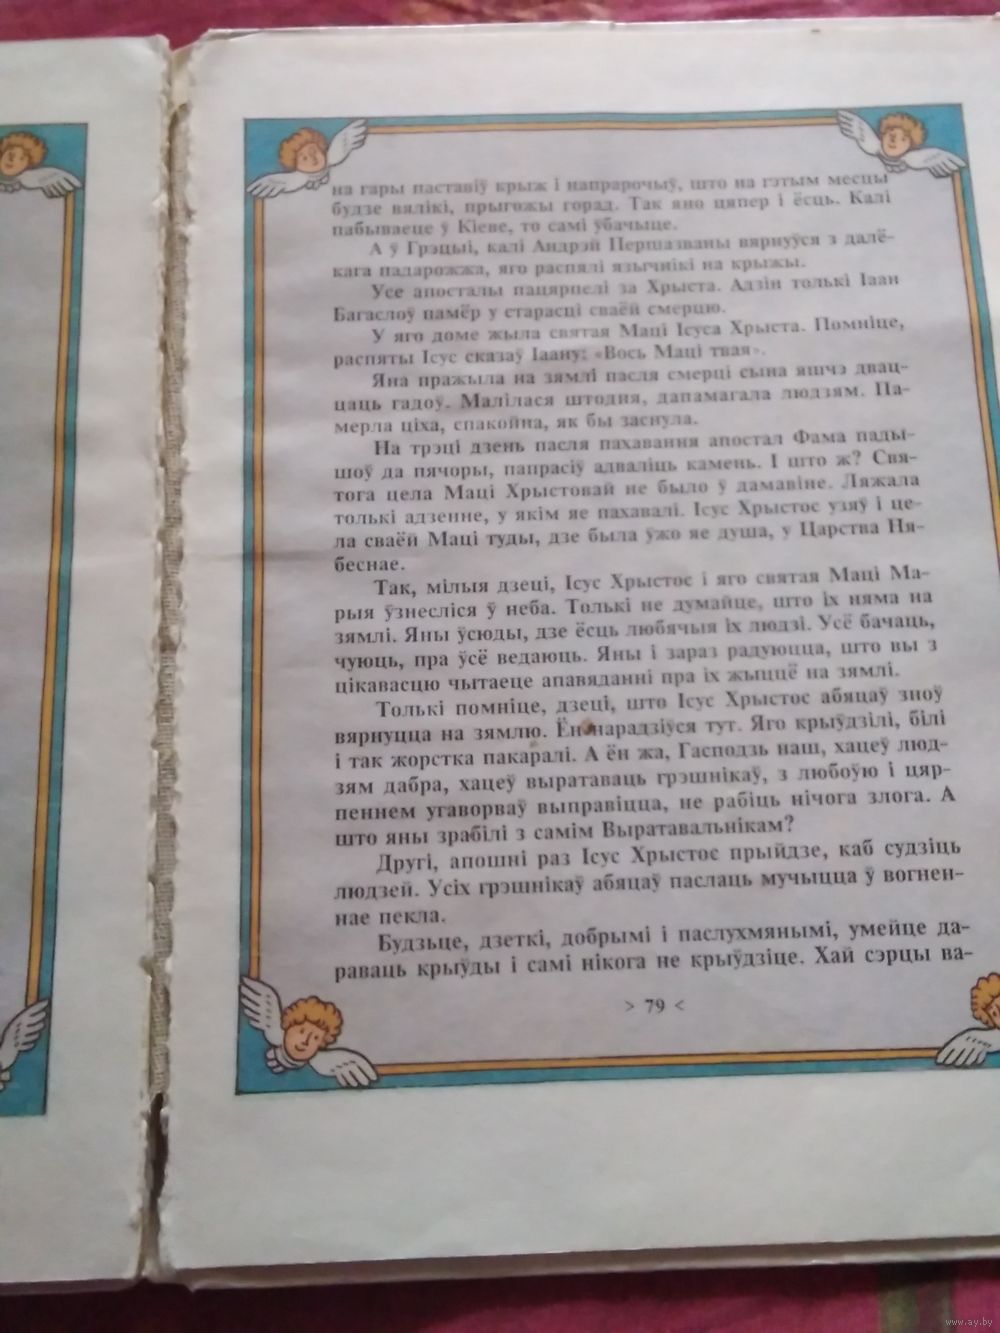 на гары паставіў крыж і напрарочыў, што на гэтым месцы
будзе вялікі, прыгожы горад. Так яно цяпер і ёсць. Калі
пабываеце ў Кіеве, то самі ўбачыце.
А ў Грэцыі, калі Андрэй Першазваны вярнуўся з далё-
кага падарожжа, яго распялі язычнікі на крыжы.
Усе апосталы пацярпелі за Хрыста. Адзін толькі Іаан
Багаслоў памёр у старасці сваёй смерцю.
У яго доме жыла святая Маці Ісуса Хрыста. Помніце,
распяты Ісус сказаў Іаану: «Вось Маці твая».
Яна пражыла на зямлі пасля смерці сына яшчэ двац-
цаць гадоў. Малілася штодня, дапамагала людзям. Па-
мерла ціха, спакойна, як бы заснула.
На трэці дзень пасля пахавання апостал Фама пады-
шоў да пячоры, папрасіў адваліць камень. І што ж? Свя-
тога цела Маці Хрыстовай не было ў дамавіне. Ляжала
толькі адзенне, у якім яе пахавалі. Ісус Хрыстос узяў і це-
ла сваёй Маці туды, дзе была ўжо яе душа, у Царства Ня-
беснае.
Так, мілыя дзеці, Ісус Хрыстос і яго святая Маці Ма-
рыя ўзнесліся ў неба. Толькі не думайце, што іх няма на
зямлі. Яны ўсюды, дзе ёсць любячыя іх людзі. Усё бачаць,
чуюць, пра ўсё ведаюць. Яны і зараз радуюцца, што вы з
цікавасцю чытаеце апавяданні пра іх жыццё на зямлі.
Толькі помніце, дзеці, што Ісус Хрыстос абяцаў зноў
вярнуцца на зямлю. Ён нарадзіўся тут. Яго крыўдзілі, білі
і так жорстка пакаралі. А ён жа, Гасподзь наш, хацеў люд-
зям дабра, хацеў выратаваць грэшнікаў, з любоўю і цяр-
пеннем угаворваў выправіцца, не рабіць нічога злога. А
што яны зрабілі з самім Выратавальнікам?
Другі, апошні раз Ісус Хрыстос прыйдзе, каб судзіць
людзей. Усіх грэшнікаў абяцаў паслаць мучыцца ў вогнен-
нае пекла.
Будзьце, дзеткі, добрымі і паслухмянымі, умейце да-
раваць крыўды і самі нікога не крыўдзіце. Хай сэрцы ва-
> 79 <
www.ay.by